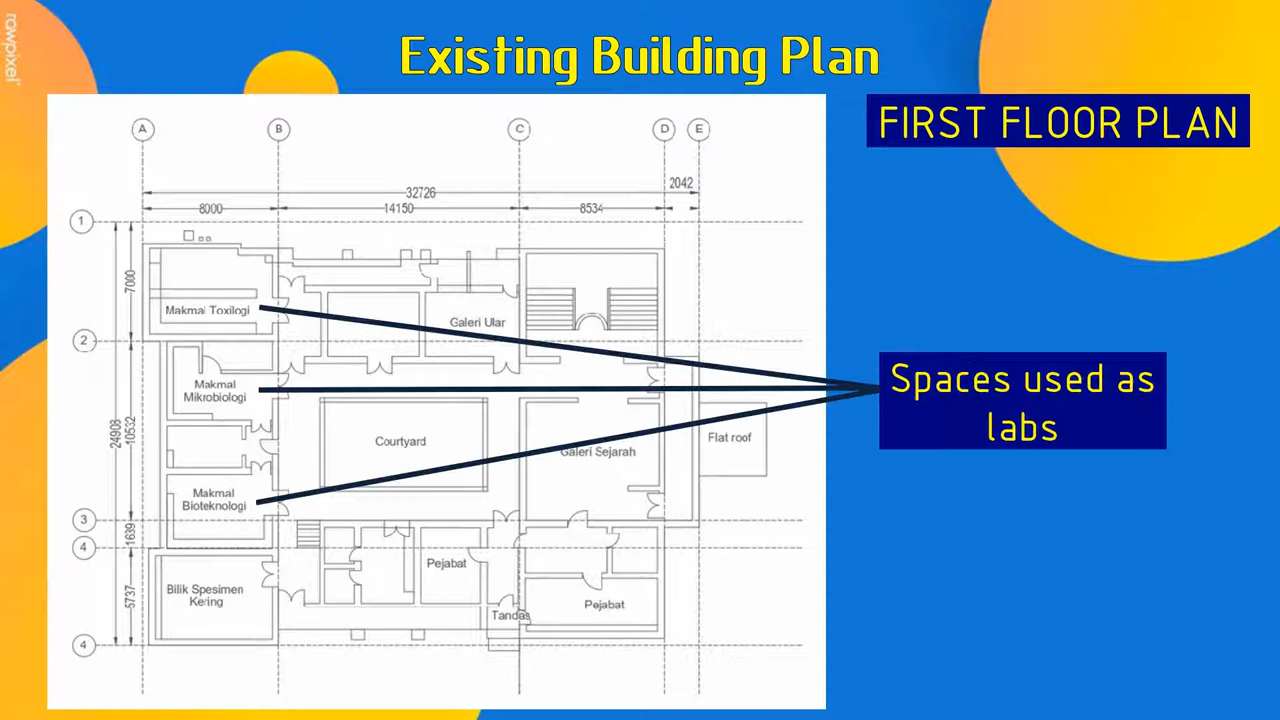 rawpixel
Existing Building Plan
FIRST FLOOR PLAN
A
B
C
D
E
2042
32726
8000
14150
8534
1
7000
Makmal Toxilogi
Galeri Ular
2
Makmal
Mikrobiologi
Spaces used as
labs
24908
10532
Courtyard
Galeri Sejarah
Flat roof
Makmal
Bioteknologi
3
1639
4
Pejabat
Bilik Spesimen
Kering
5737
Pejabat
Tandas
4